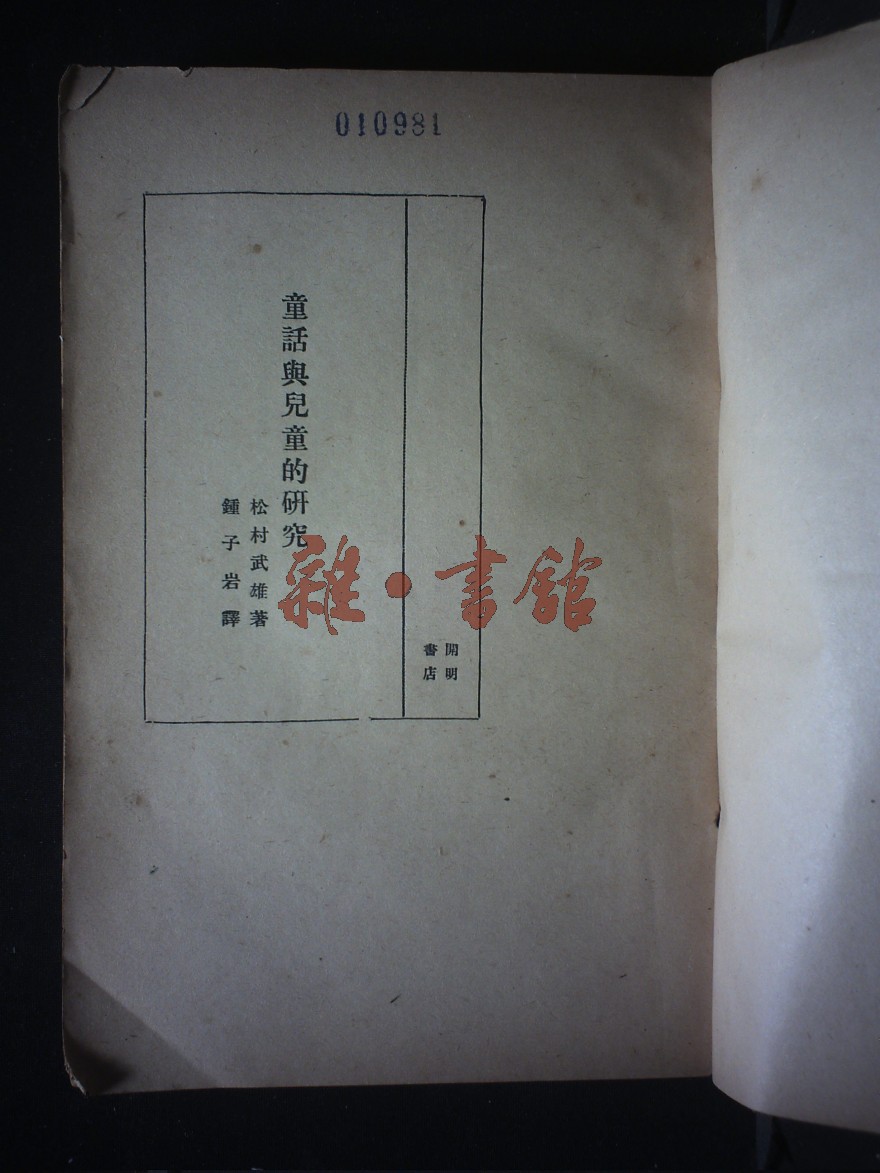 010981
開明
書店
童話與兒童的研究
松村武雄著
鍾子岩譯
雜·書館